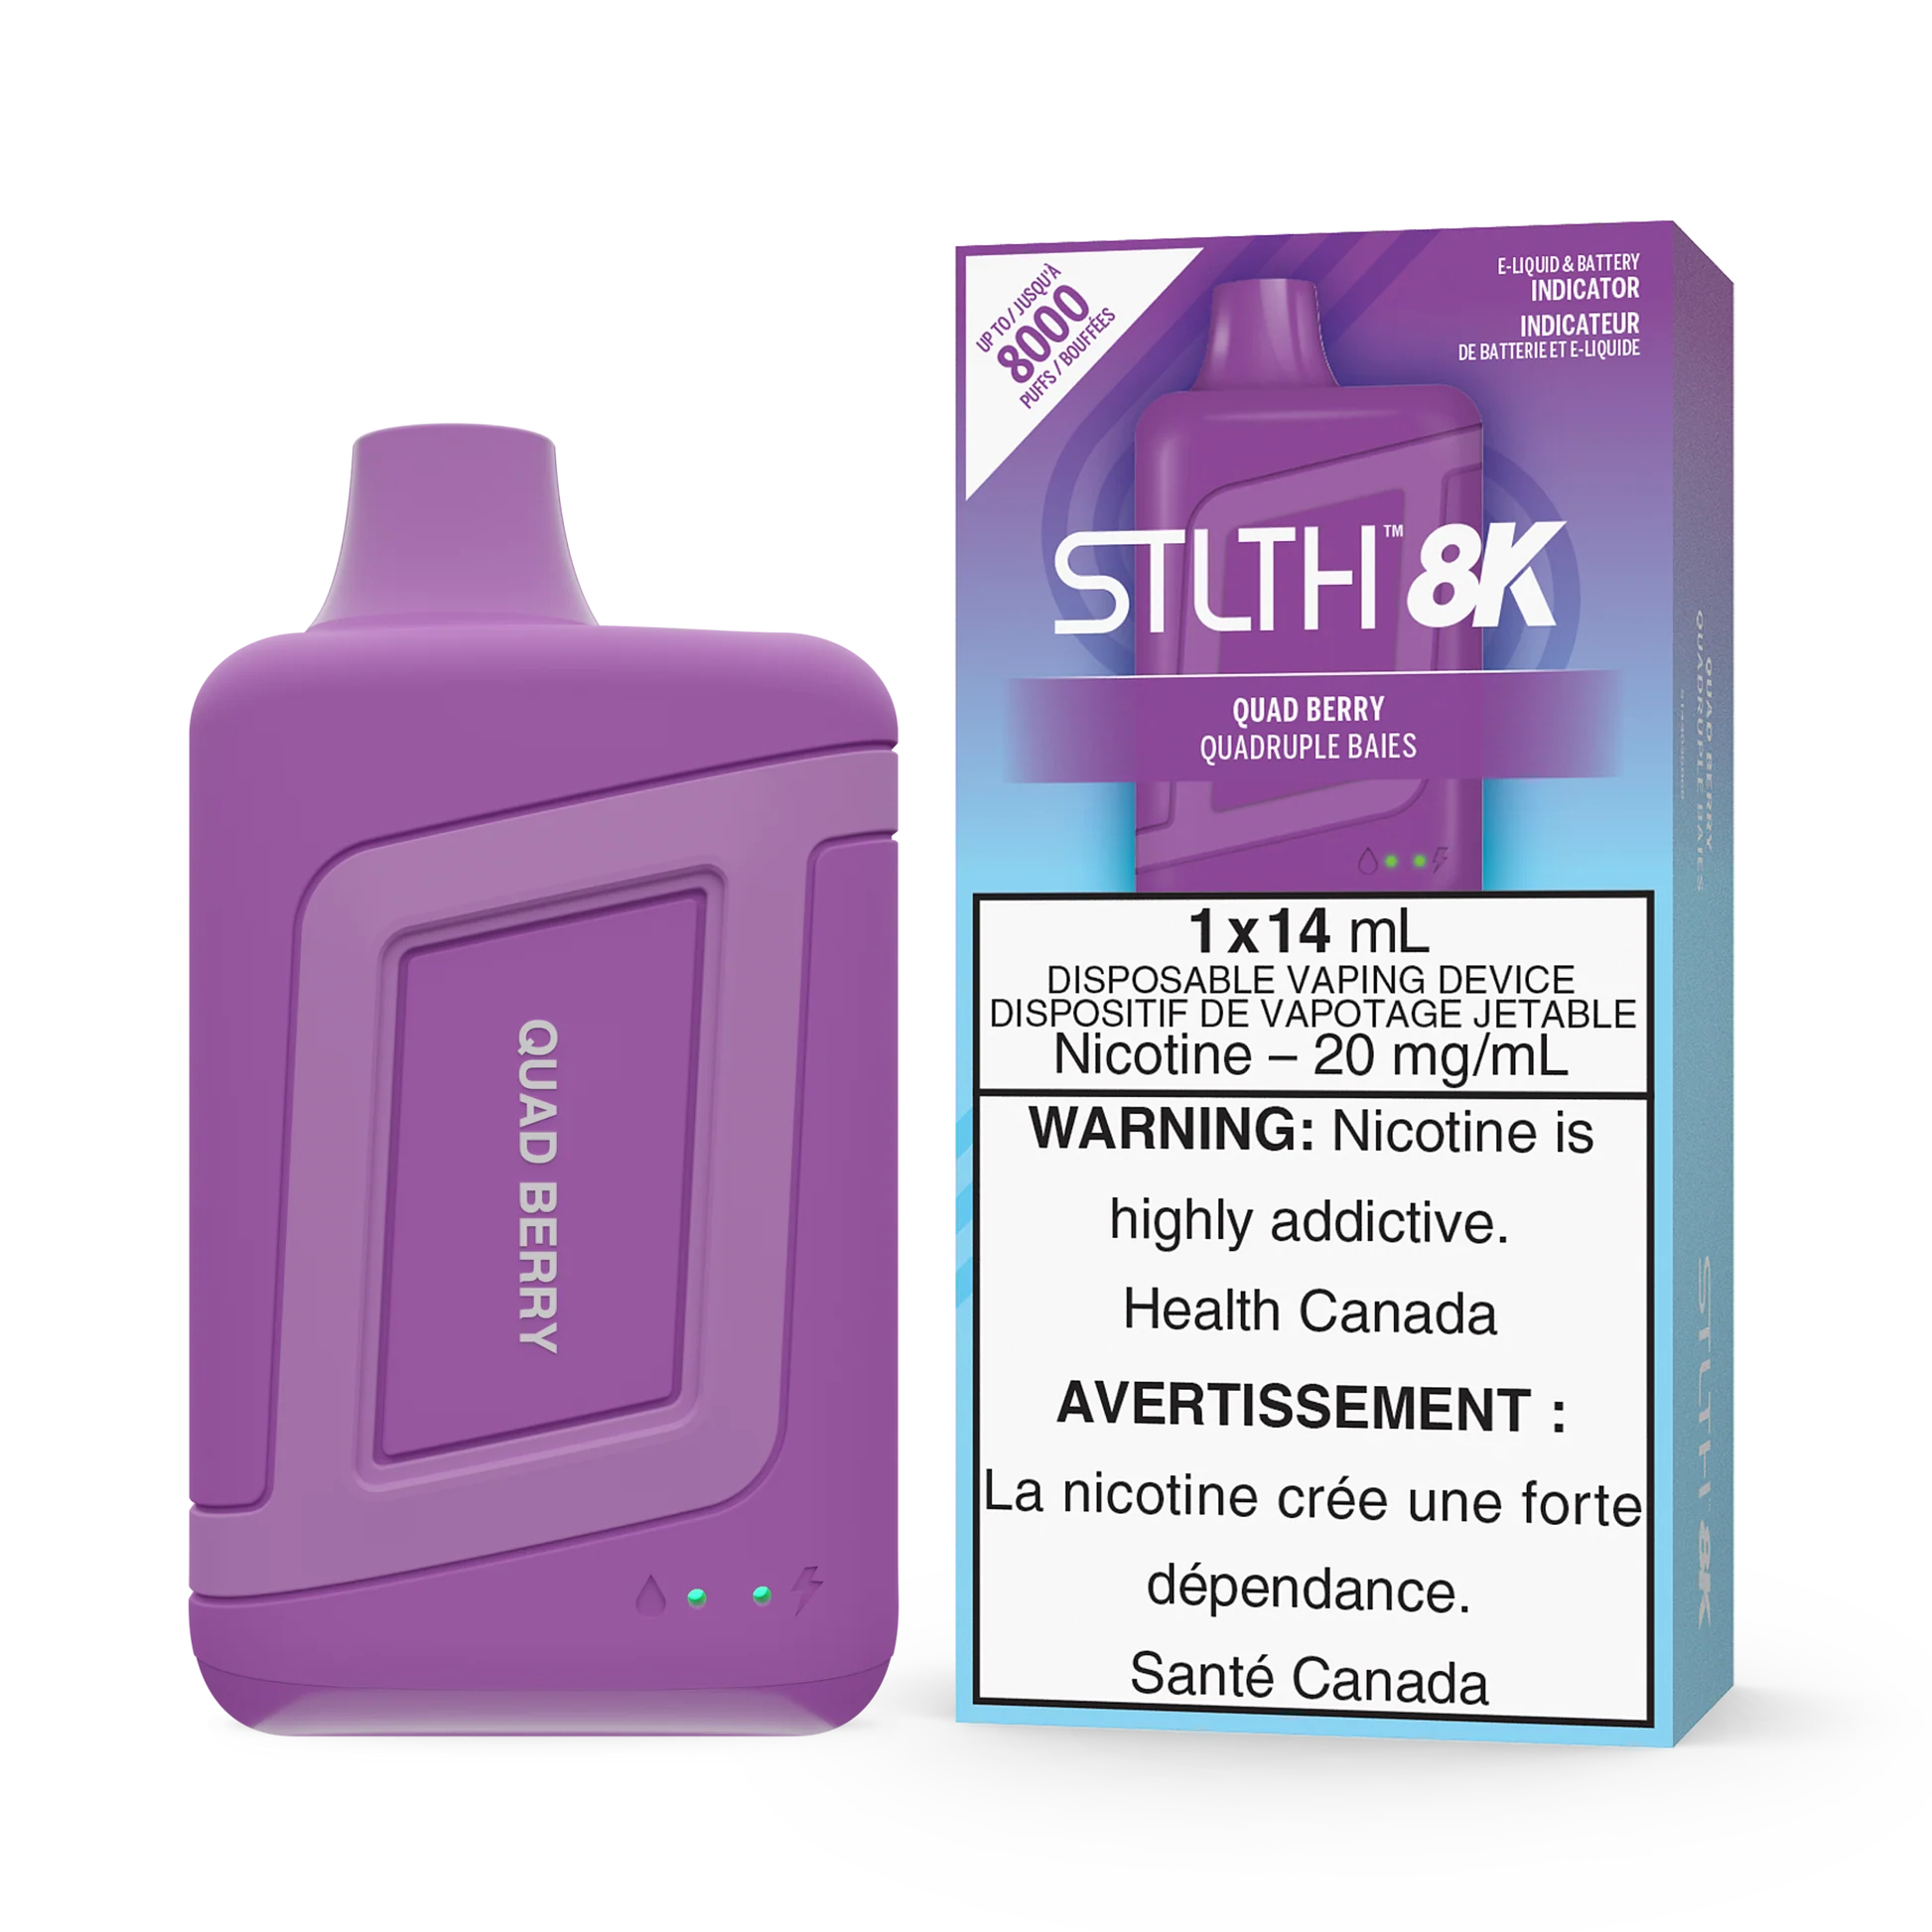 QUAD BERRY
UP TO / JUSQU'À
8000
PUFFS / BOUFFÉES
E-LIQUID & BATTERY
INDICATOR
INDICATEUR
DE BATTERIE ET E-LIQUIDE
STLTH™ 8K
QUAD BERRY
QUADRUPLE BAIES
1 x 14 mL
DISPOSABLE VAPING DEVICE
DISPOSITIF DE VAPOTAGE JETABLE
Nicotine – 20 mg/mL
WARNING: Nicotine is
highly addictive.
Health Canada
AVERTISSEMENT :
La nicotine crée une forte
dépendance.
Santé Canada
QUAD BERRY
QUADRUPLE BAIES
STLTH 8K